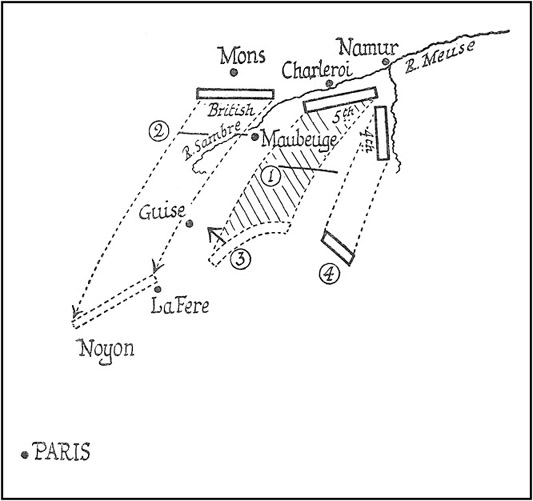 Namur
Mons
Charleroi
R. Meuse
British
5th
2
4th
R. Sambre
Maubeuge
1
Guise
3
4
La Fere
Noyon
PARIS